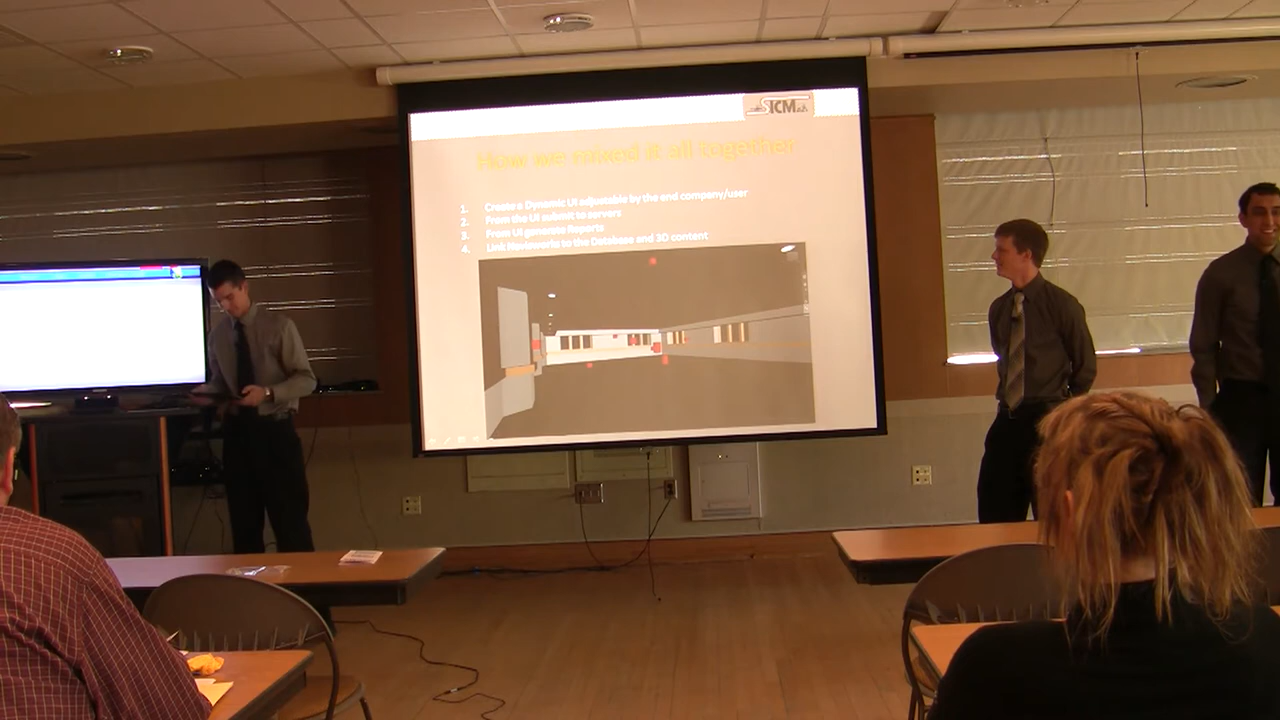 STCM
How we mixed it all together
1. Create a Dynamic UI adjustable by the end company/user
2. From the UI submit to servers
3. From UI generate Reports
4. Link Navisworks to the Database and 3D content